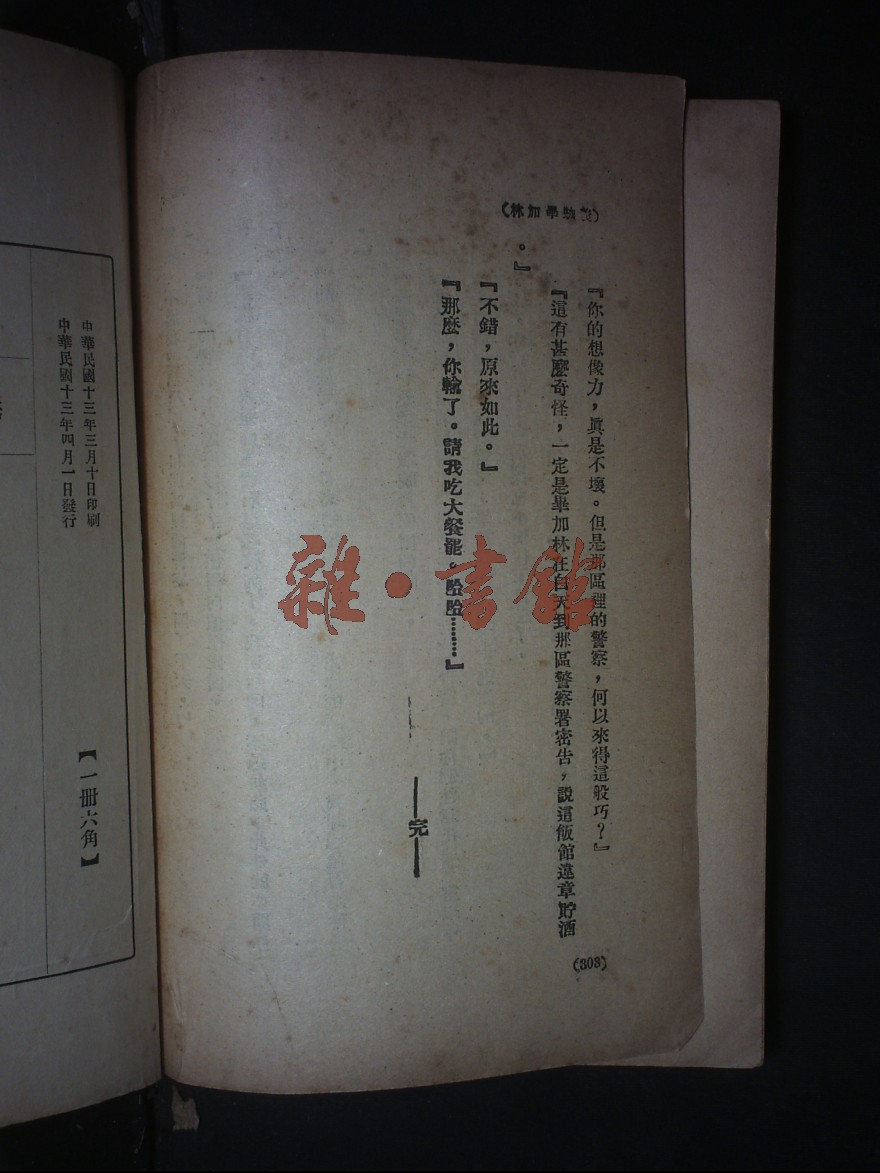 (林加畢
『你的想像力，眞是不壞。但是那區裡的警察，何以來得這般巧？』
『這有甚麼奇怪，一定是畢加林在白天到那區警察署密告，說這飯館違章貯酒
。』
『不錯，原來如此。』
『那麼，你輸了。請我吃大餐罷。哈哈………』
——完——
(303)
中華民國十三年三月十日印刷
中華民國十三年四月一日發行
【一冊六角】
雜·書館